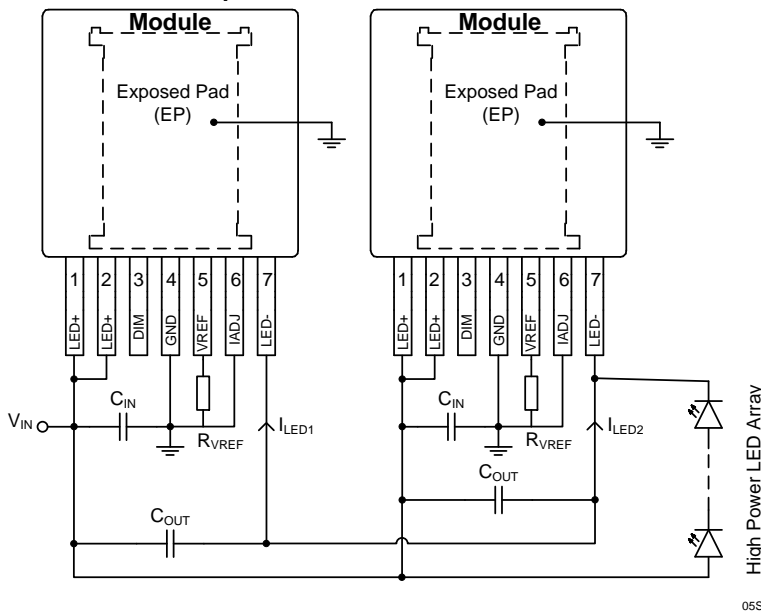 Module
Exposed Pad
(EP)
1 2 3 4 5 6 7
LED+ LED+ DIM GND VREF IADJ LED-
VIN
CIN
RVREF
ILED1
COUT
Module
Exposed Pad
(EP)
1 2 3 4 5 6 7
LED+ LED+ DIM GND VREF IADJ LED-
CIN
RVREF
ILED2
COUT
High Power LED Array